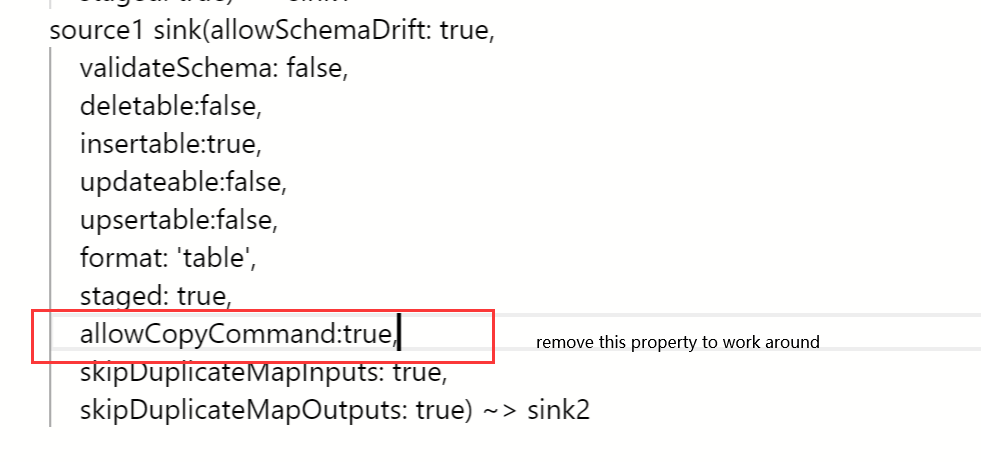 source1 sink(allowSchemaDrift: true,
validateSchema: false,
deletable:false,
insertable:true,
updateable:false,
upsertable:false,
format: 'table',
staged: true,
allowCopyCommand:true,
remove this property to work around
skipDuplicateMapInputs: true,
skipDuplicateMapOutputs: true) ~> sink2